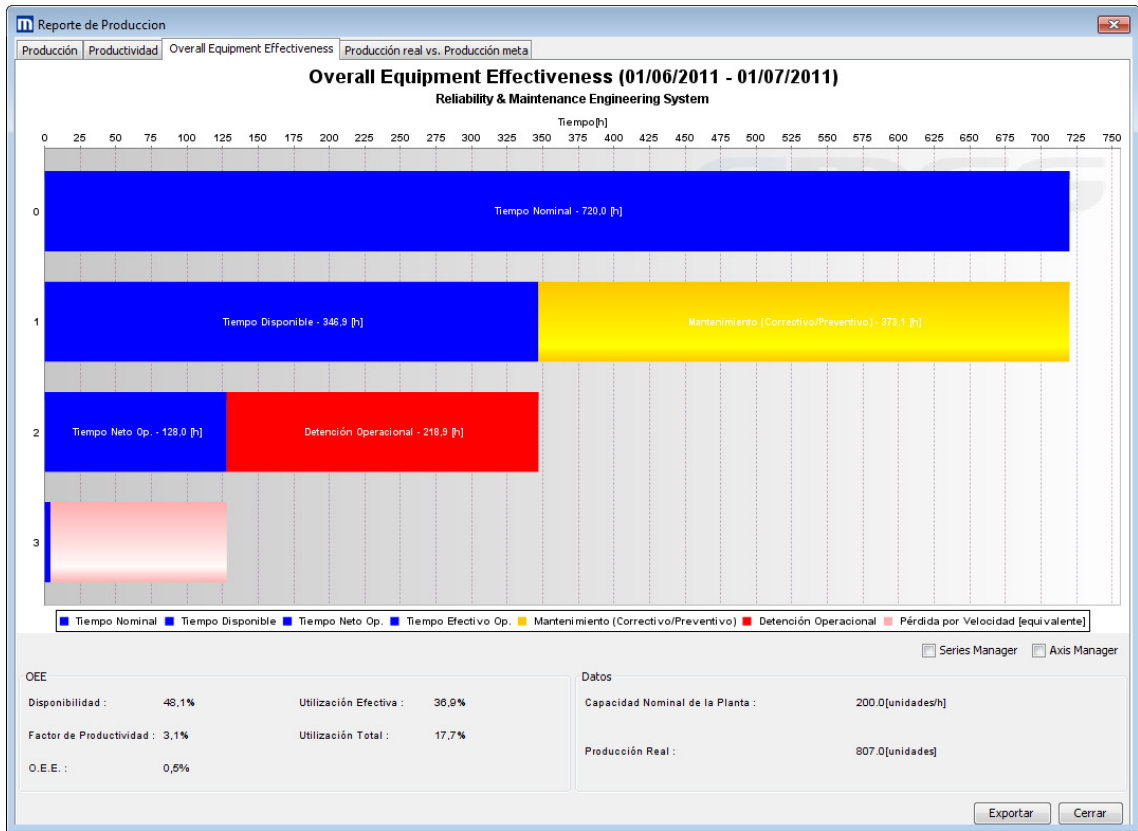 Reporte de Produccion
Producción Productividad Overall Equipment Effectiveness Producción real vs. Producción meta
Overall Equipment Effectiveness (01/06/2011 - 01/07/2011)
Reliability & Maintenance Engineering System
Tiempo[h]
0 25 50 75 100 125 150 175 200 225 250 275 300 325 350 375 400 425 450 475 500 525 550 575 600 625 650 675 700 725 750
0
Tiempo Nominal - 720,0 [h]
1
Tiempo Disponible - 346,9 [h] Mantenimiento (Correctivo/Preventivo) - 373,1 [h]
2
Tiempo Neto Op. - 128,0 [h] Detención Operacional - 218,9 [h]
3
Tiempo Nominal Tiempo Disponible Tiempo Neto Op. Tiempo Efectivo Op. Mantenimiento (Correctivo/Preventivo) Detención Operacional Pérdida por Velocidad [equivalente]
Series Manager Axis Manager
OEE Datos
Disponibilidad : 48,1% Utilización Efectiva : 36,9% Capacidad Nominal de la Planta : 200.0[unidades/h]
Factor de Productividad : 3,1% Utilización Total : 17,7%
Producción Real : 807.0[unidades]
O.E.E. : 0,5%
Exportar Cerrar